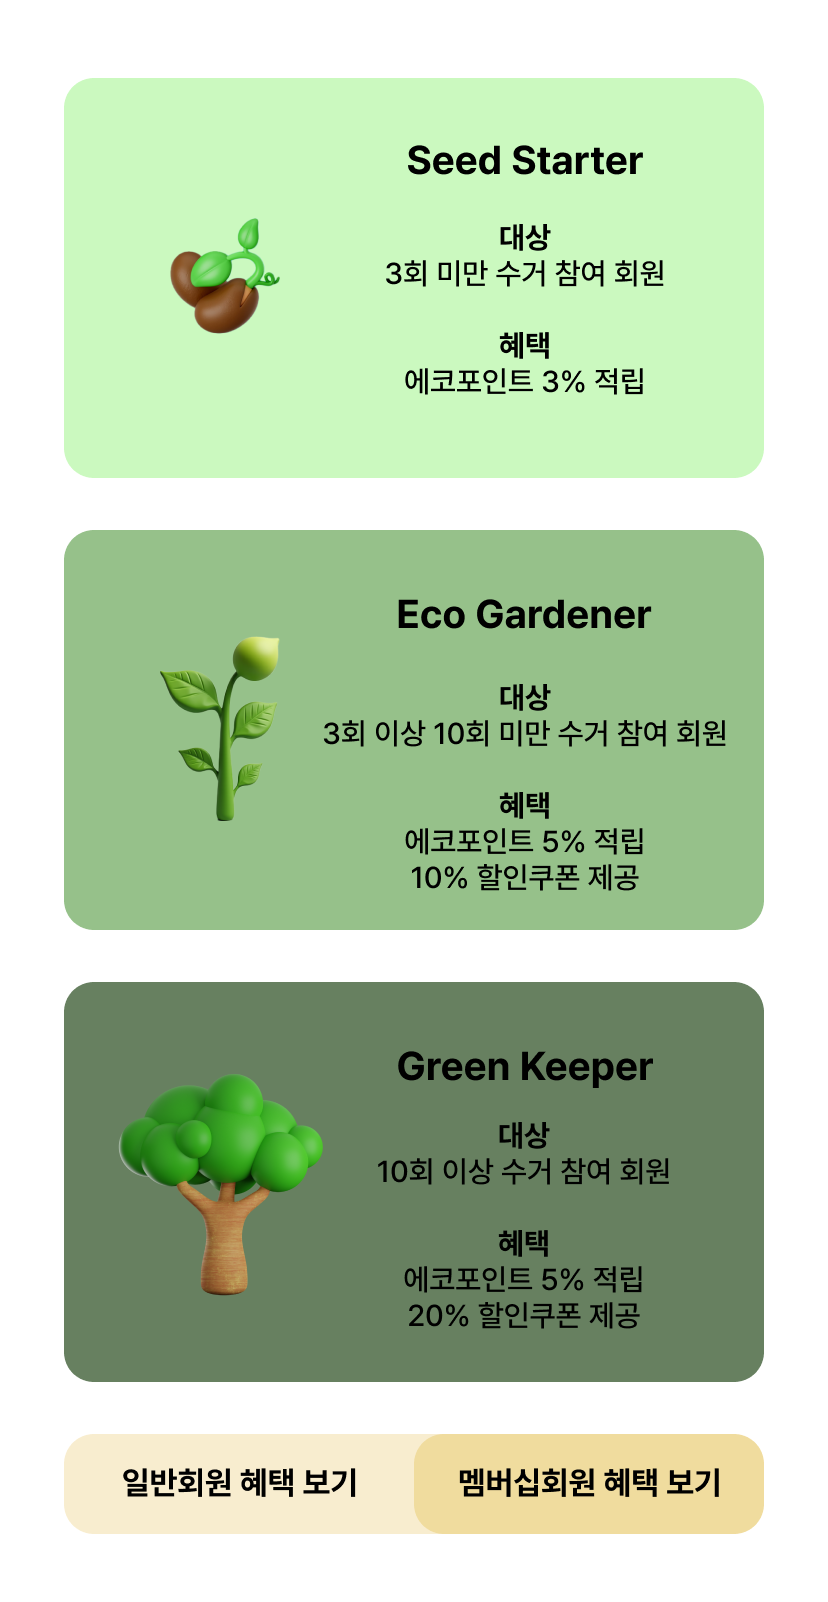 Seed Starter
대상
3회 미만 수거 참여 회원
혜택
에코포인트 3% 적립
Eco Gardener
대상
3회 이상 10회 미만 수거 참여 회원
혜택
에코포인트 5% 적립
10% 할인쿠폰 제공
Green Keeper
대상
10회 이상 수거 참여 회원
혜택
에코포인트 5% 적립
20% 할인쿠폰 제공
일반회원 혜택 보기
멤버십회원 혜택 보기